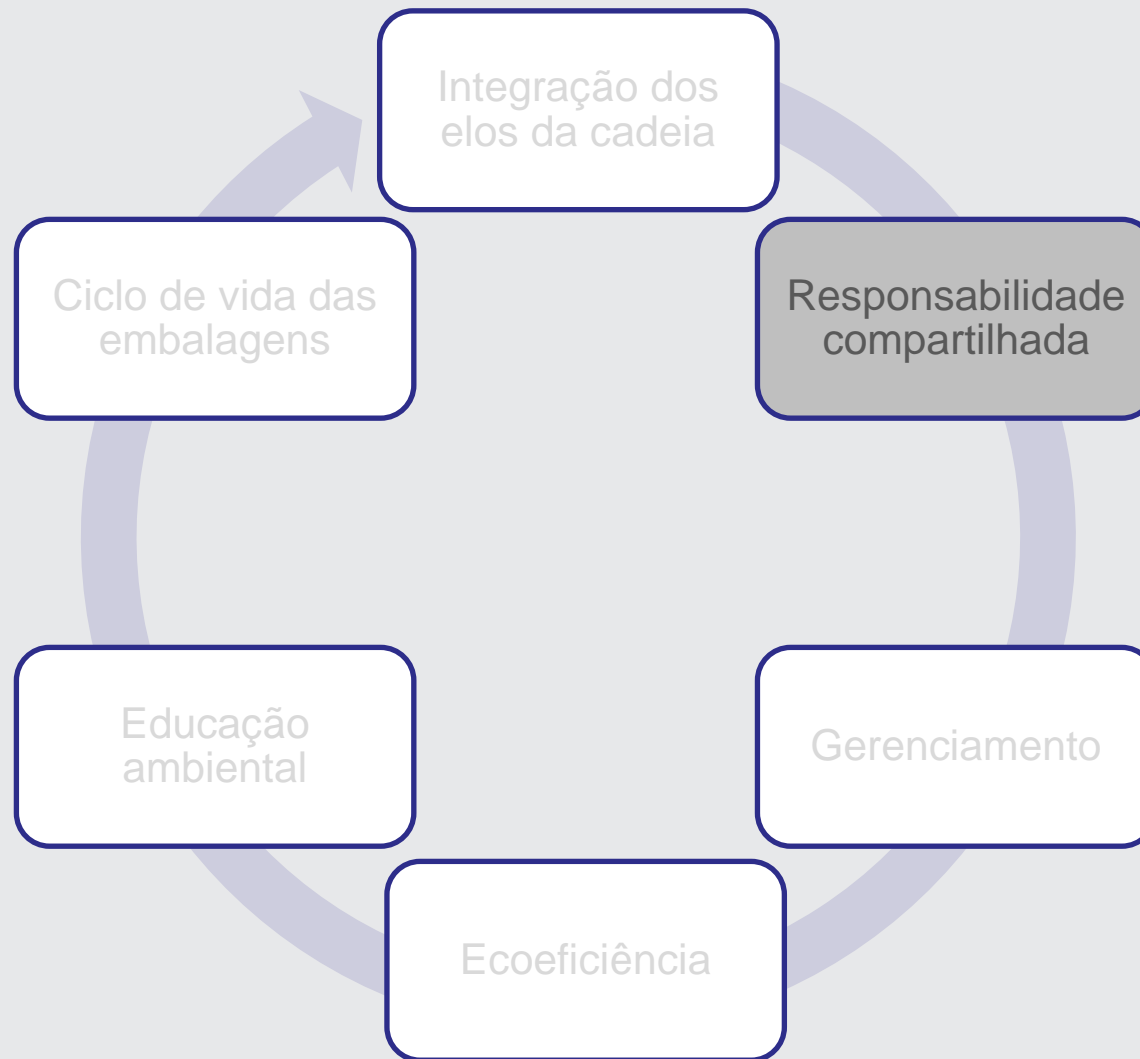 Integração dos
elos da cadeia
Responsabilidade
compartilhada
Gerenciamento
Ecoeficiência
Educação
ambiental
Ciclo de vida das
embalagens